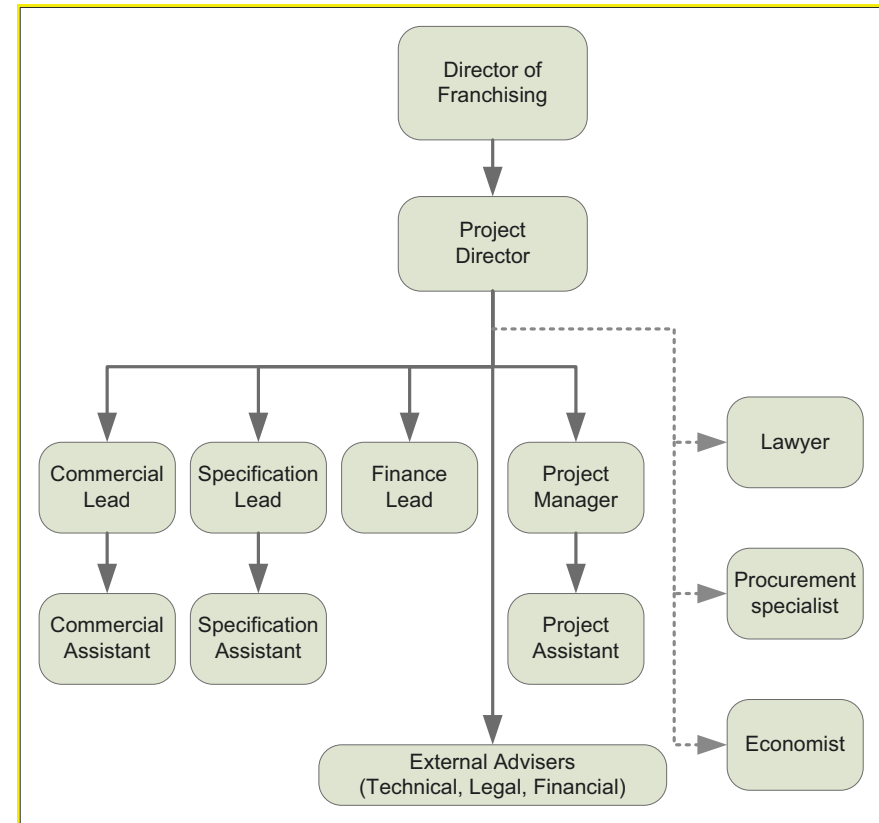 Director of
Franchising
Project
Director
Commercial
Lead
Specification
Lead
Finance
Lead
Project
Manager
Lawyer
Commercial
Assistant
Specification
Assistant
Project
Assistant
Procurement
specialist
External Advisers
(Technical, Legal, Financial)
Economist